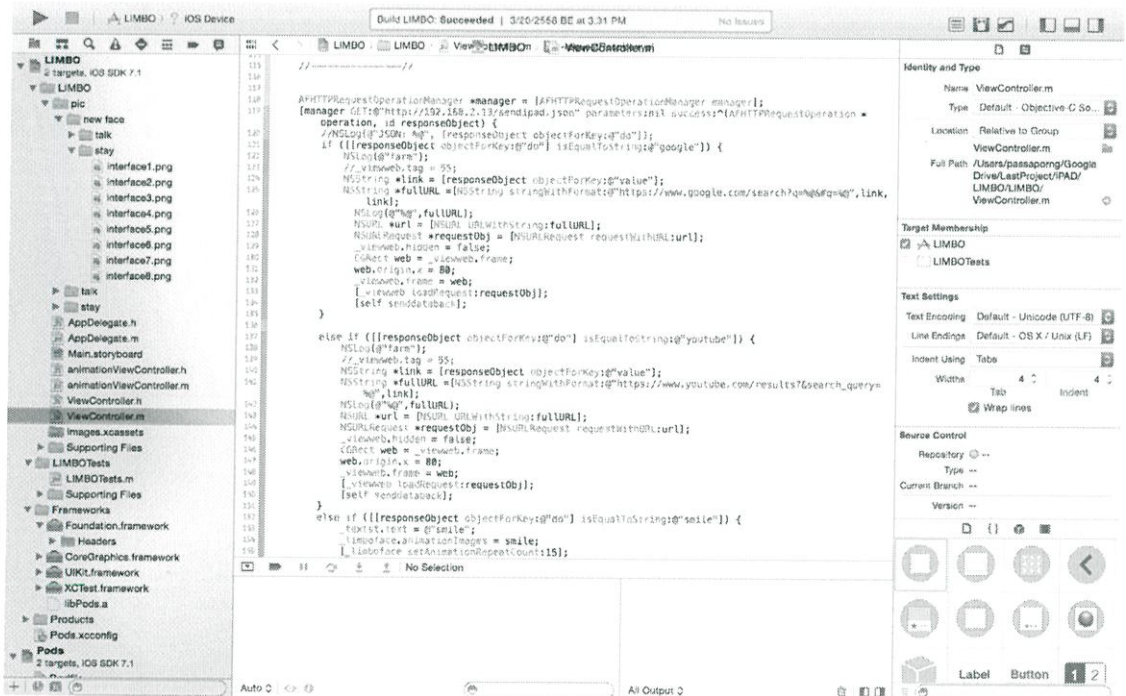 LIMBO iOS Device
Build LIMBO: Succeeded | 3/20/2558 BE at 3:31 PM No Issues
LIMBO
2 targets, iOS SDK 7.1
LIMBO
pic
new face
talk
stay
interface1.png
interface2.png
interface3.png
interface4.png
interface5.png
interface6.png
interface7.png
interface8.png
talk
stay
AppDelegate.h
AppDelegate.m
Main.storyboard
animationViewController.h
animationViewController.m
ViewController.h
ViewController.m
Images.xcassets
Supporting Files
LIMBOTests
LIMBOTests.m
Supporting Files
Frameworks
Foundation.framework
Headers
CoreGraphics.framework
UIKit.framework
XCTest.framework
libPods.a
Products
Pods.xcconfig
Pods
2 targets, iOS SDK 7.1
LIMBO LIMBO ViewController.m
//--------------------//
AFHTTPRequestOperationManager *manager = [AFHTTPRequestOperationManager manager];
[manager GET:@"http://192.168.2.13/sendipad.json" parameters:nil success:^(AFHTTPRequestOperation *
operation, id responseObject) {
//NSLog(@"JSON: %@", [responseObject objectForKey:@"do"]);
if ([[responseObject objectForKey:@"do"] isEqualToString:@"google"]) {
NSLog(@"farm");
//_viewweb.tag = 55;
NSString *link = [responseObject objectForKey:@"value"];
NSString *fullURL =[NSString stringWithFormat:@"https://www.google.com/search?q=%@&#q=%@",link,
link];
NSLog(@"%@",fullURL);
NSURL *url = [NSURL URLWithString:fullURL];
NSURLRequest *requestObj = [NSURLRequest requestWithURL:url];
_viewweb.hidden = false;
CGRect web = _viewweb.frame;
web.origin.x = 80;
_viewweb.frame = web;
[_viewweb loadRequest:requestObj];
[self senddataback];
}
else if ([[responseObject objectForKey:@"do"] isEqualToString:@"youtube"]) {
NSLog(@"farm");
//_viewweb.tag = 55;
NSString *link = [responseObject objectForKey:@"value"];
NSString *fullURL =[NSString stringWithFormat:@"https://www.youtube.com/results?&search_query=
%@",link];
NSLog(@"%@",fullURL);
NSURL *url = [NSURL URLWithString:fullURL];
NSURLRequest *requestObj = [NSURLRequest requestWithURL:url];
_viewweb.hidden = false;
CGRect web = _viewweb.frame;
web.origin.x = 80;
_viewweb.frame = web;
[_viewweb loadRequest:requestObj];
[self senddataback];
}
else if ([[responseObject objectForKey:@"do"] isEqualToString:@"smile"]) {
_textst.text = @"smile";
_limboface.animationImages = smile;
[_limboface setAnimationRepeatCount:15];
No Selection
Auto
All Output
Identity and Type
Name ViewController.m
Type Default - Objective-C So...
Location Relative to Group
ViewController.m
Full Path /Users/passaporng/Google
Drive/LastProject/iPAD/
LIMBO/LIMBO/
ViewController.m
Target Membership
LIMBO
LIMBOTests
Text Settings
Text Encoding Default - Unicode (UTF-8)
Line Endings Default - OS X / Unix (LF)
Indent Using Tabs
Widths 4 4
Tab Indent
Wrap lines
Source Control
Repository --
Type --
Current Branch --
Version --
Label Button 1 2